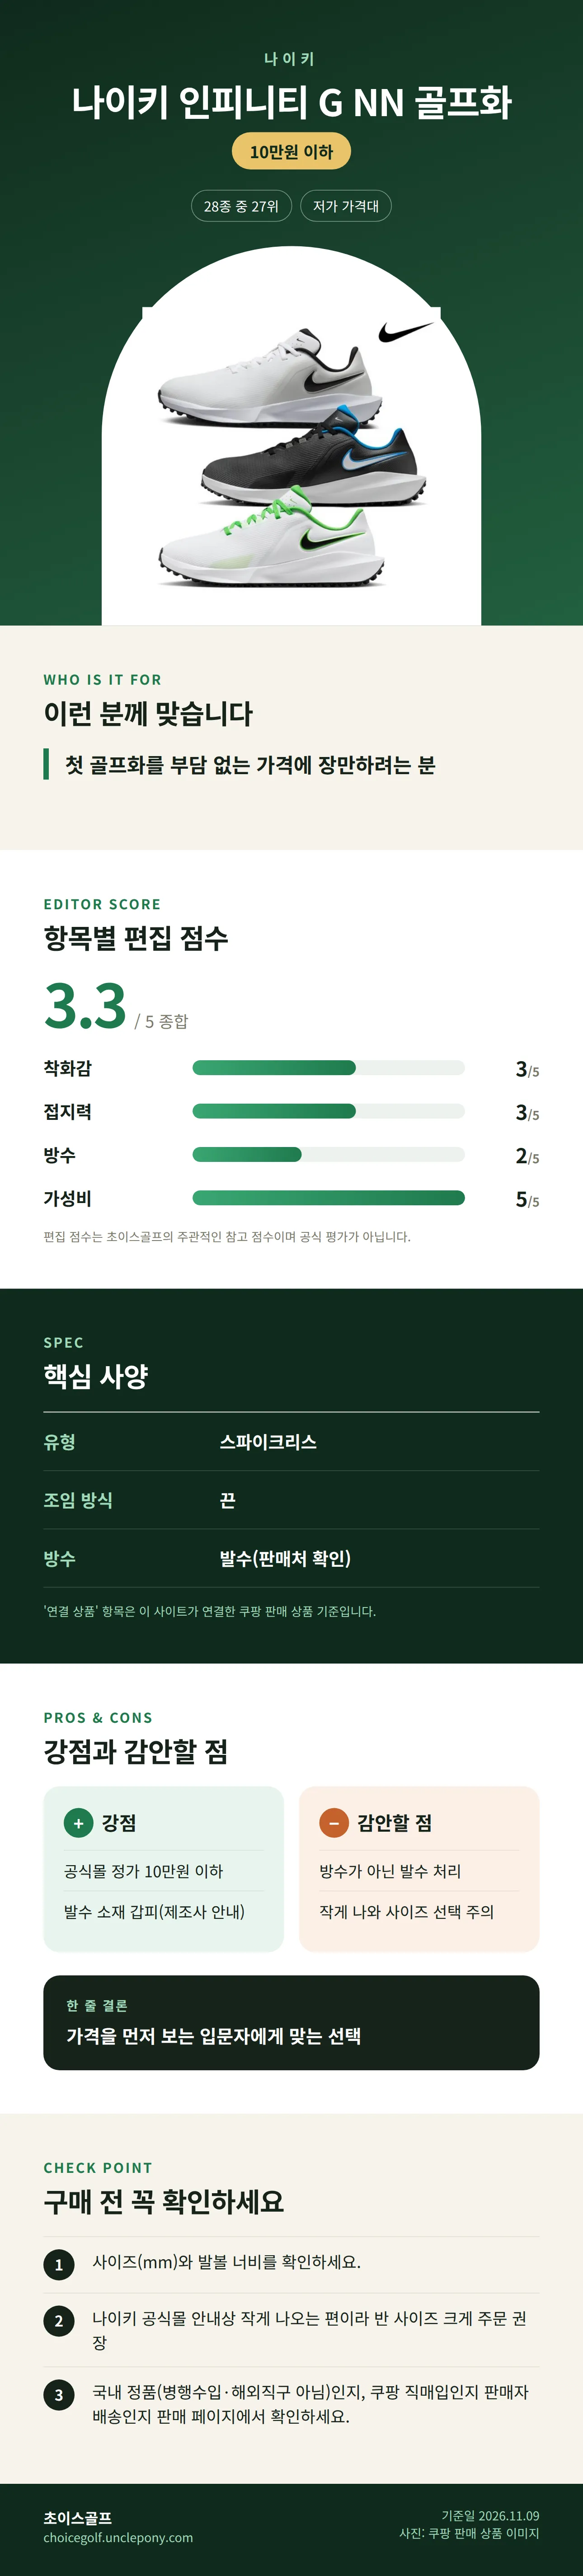 나이키
나이키 인피니티 G NN 골프화
10만원 이하
28종 중 27위
저가 가격대
WHO IS IT FOR
이런 분께 맞습니다
첫 골프화를 부담 없는 가격에 장만하려는 분
EDITOR SCORE
항목별 편집 점수
3.3 / 5 종합
착화감 3/5
접지력 3/5
방수 2/5
가성비 5/5
편집 점수는 초이스골프의 주관적인 참고 점수이며 공식 평가가 아닙니다.
SPEC
핵심 사양
유형 스파이크리스
조임 방식 끈
방수 발수(판매처 확인)
'연결 상품' 항목은 이 사이트가 연결한 쿠팡 판매 상품 기준입니다.
PROS & CONS
강점과 감안할 점
+ 강점
공식몰 정가 10만원 이하
발수 소재 갑피(제조사 안내)
− 감안할 점
방수가 아닌 발수 처리
작게 나와 사이즈 선택 주의
한 줄 결론
가격을 먼저 보는 입문자에게 맞는 선택
CHECK POINT
구매 전 꼭 확인하세요
1 사이즈(mm)와 발볼 너비를 확인하세요.
2 나이키 공식몰 안내상 작게 나오는 편이라 반 사이즈 크게 주문 권
장
3 국내 정품(병행수입·해외직구 아님)인지, 쿠팡 직매입인지 판매자
배송인지 판매 페이지에서 확인하세요.
초이스골프
choicegolf.unclepony.com
기준일 2026.11.09
사진: 쿠팡 판매 상품 이미지